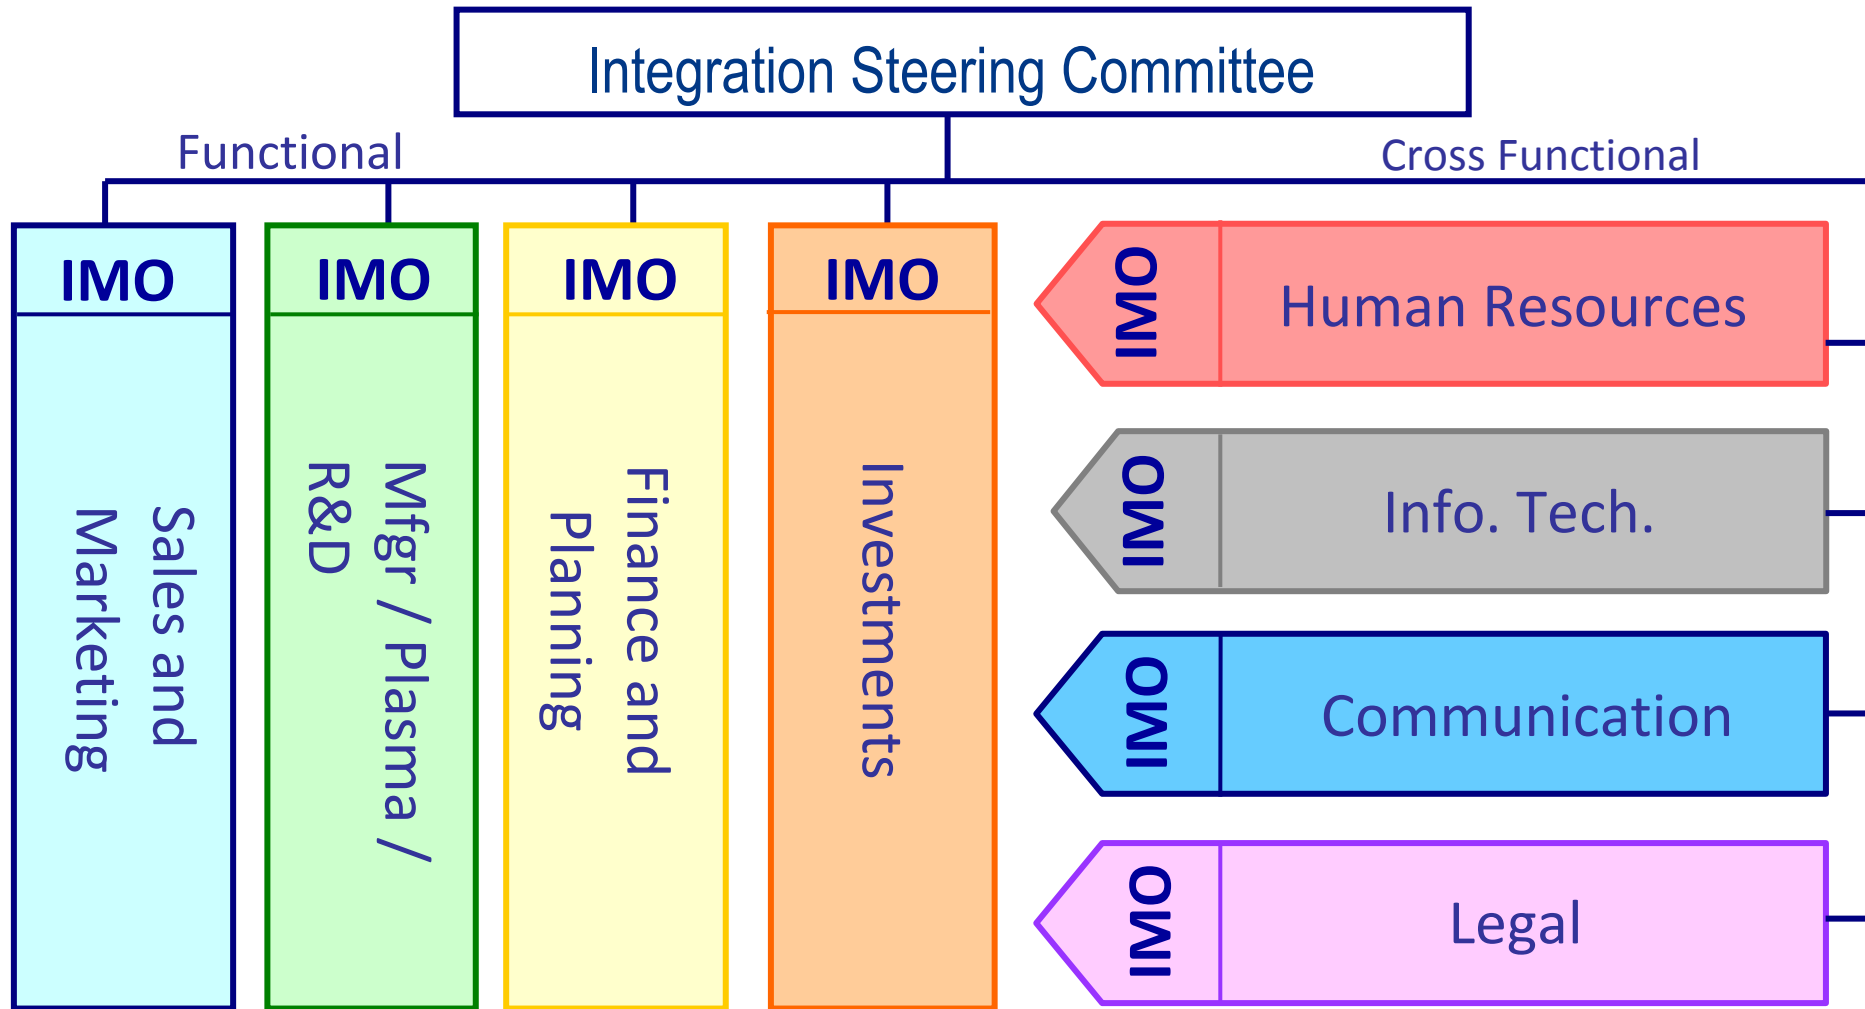 Integration Steering Committee
Functional
Cross Functional
IMO
Sales and
Marketing
IMO
Mfgr / Plasma /
R&D
IMO
Finance and
Planning
IMO
Investments
IMO
Human Resources
IMO
Info. Tech.
IMO
Communication
IMO
Legal